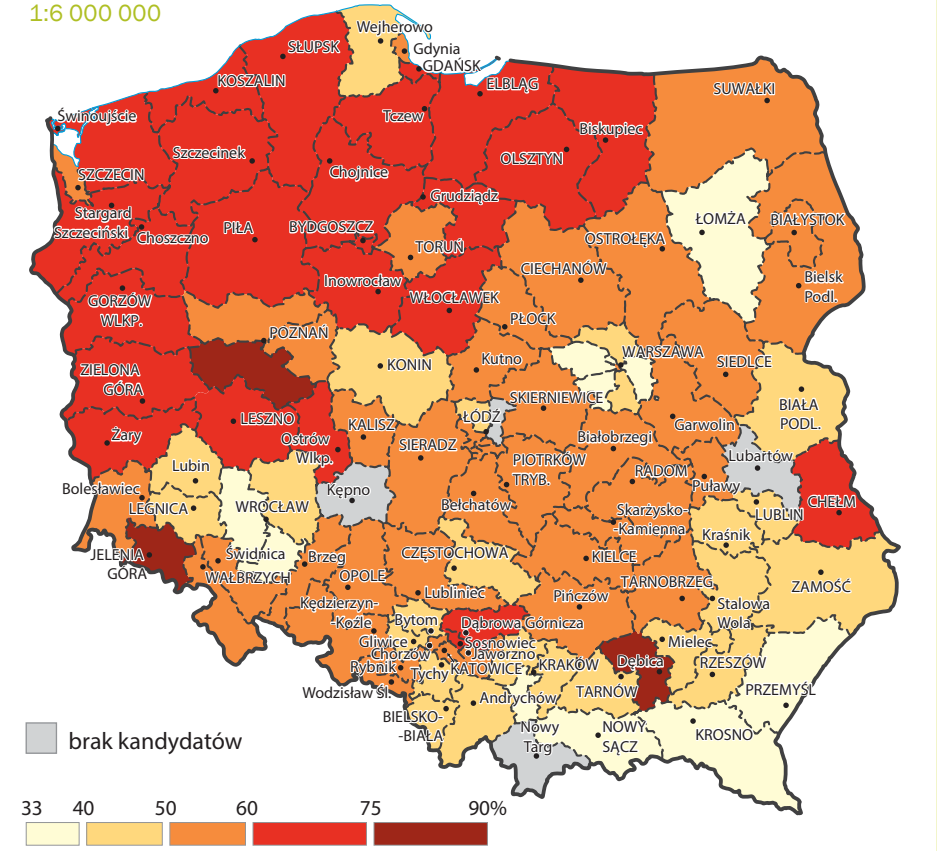 1:6 000 000
Wejherowo
SŁUPSK
Gdynia
GDAŃSK
KOSZALIN
ELBLĄG
SUWAŁKI
Świnoujście
Tczew
Biskupiec
Szczecinek
OLSZTYN
Chojnice
SZCZECIN
Grudziądz
Stargard
Szczeciński
Choszczno
PIŁA
BYDGOSZCZ
ŁOMŻA
BIAŁYSTOK
OSTROŁĘKA
TORUŃ
CIECHANÓW
Inowrocław
Bielsk
Podl.
GORZÓW
WLKP.
WŁOCŁAWEK
PŁOCK
POZNAŃ
WARSZAWA
KONIN
Kutno
SIEDLCE
ZIELONA
GÓRA
SKIERNIEWICE
BIAŁA
PODL.
LESZNO
ŁÓDŹ
KALISZ
Garwolin
Żary
Ostrów
Wlkp.
SIERADZ
Białobrzegi
Lubartów
Lubin
PIOTRKÓW
TRYB.
RADOM
Bolesławiec
Kępno
Puławy
LEGNICA
WROCŁAW
Bełchatów
Skarżysko-
-Kamienna
LUBLIN
CHEŁM
Kraśnik
JELENIA
GÓRA
Świdnica
Brzeg
CZĘSTOCHOWA
KIELCE
WAŁBRZYCH
OPOLE
TARNOBRZEG
ZAMOŚĆ
Lubliniec
Pińczów
Kędzierzyn-
-Koźle
Stalowa
Wola
Bytom
Dąbrowa Górnicza
Gliwice
Sosnowiec
Mielec
Chorzów
Jaworzno
Rybnik
KATOWICE
KRAKÓW
Dębica
RZESZÓW
Tychy
Wodzisław Śl.
TARNÓW
PRZEMYŚL
Andrychów
BIELSKO-
-BIAŁA
Nowy
Targ
NOWY
SĄCZ
KROSNO
brak kandydatów
33 40 50 60 75 90%